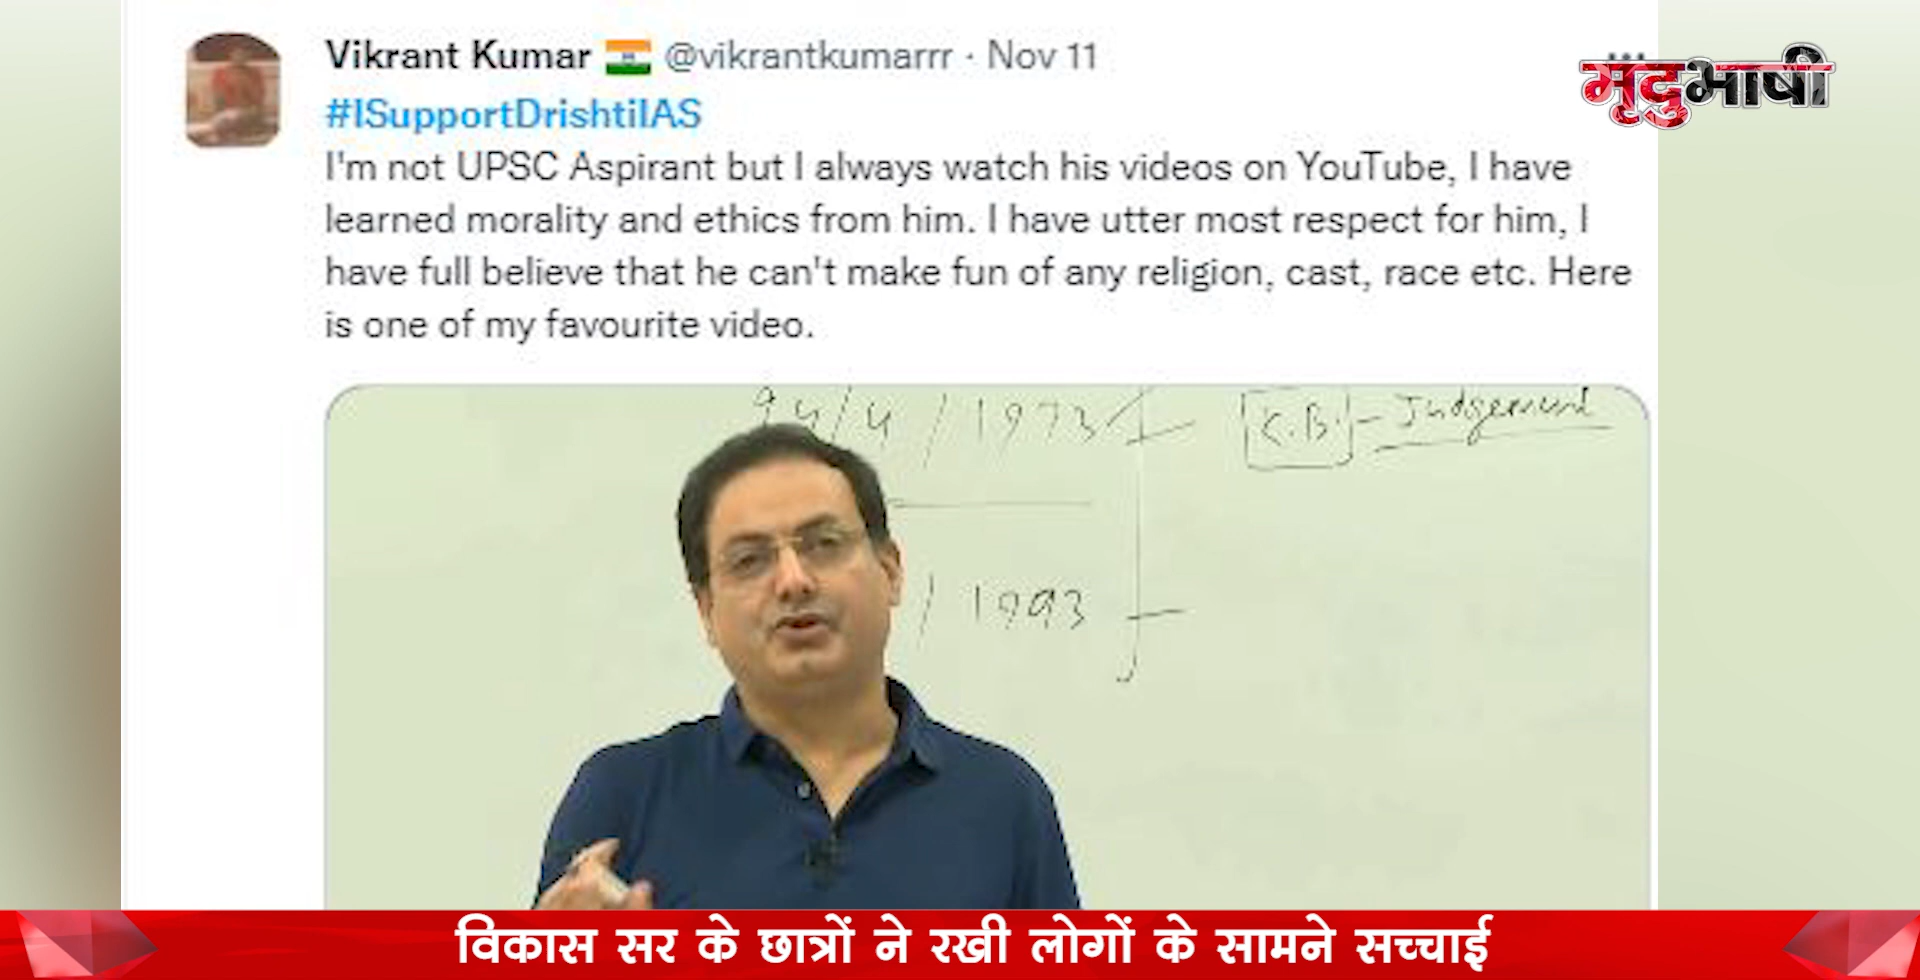 Vikrant Kumar 🇮🇳 @vikrantkumarrr · Nov 11
मृदुभाषी
#ISupportDrishtiIAS
I'm not UPSC Aspirant but I always watch his videos on YouTube, I have
learned morality and ethics from him. I have utter most respect for him, I
have full believe that he can't make fun of any religion, cast, race etc. Here
is one of my favourite video.
24/4/1973 K.B. - Judgement
/ 1993
विकास सर के छात्रों ने रखी लोगों के सामने सच्चाई